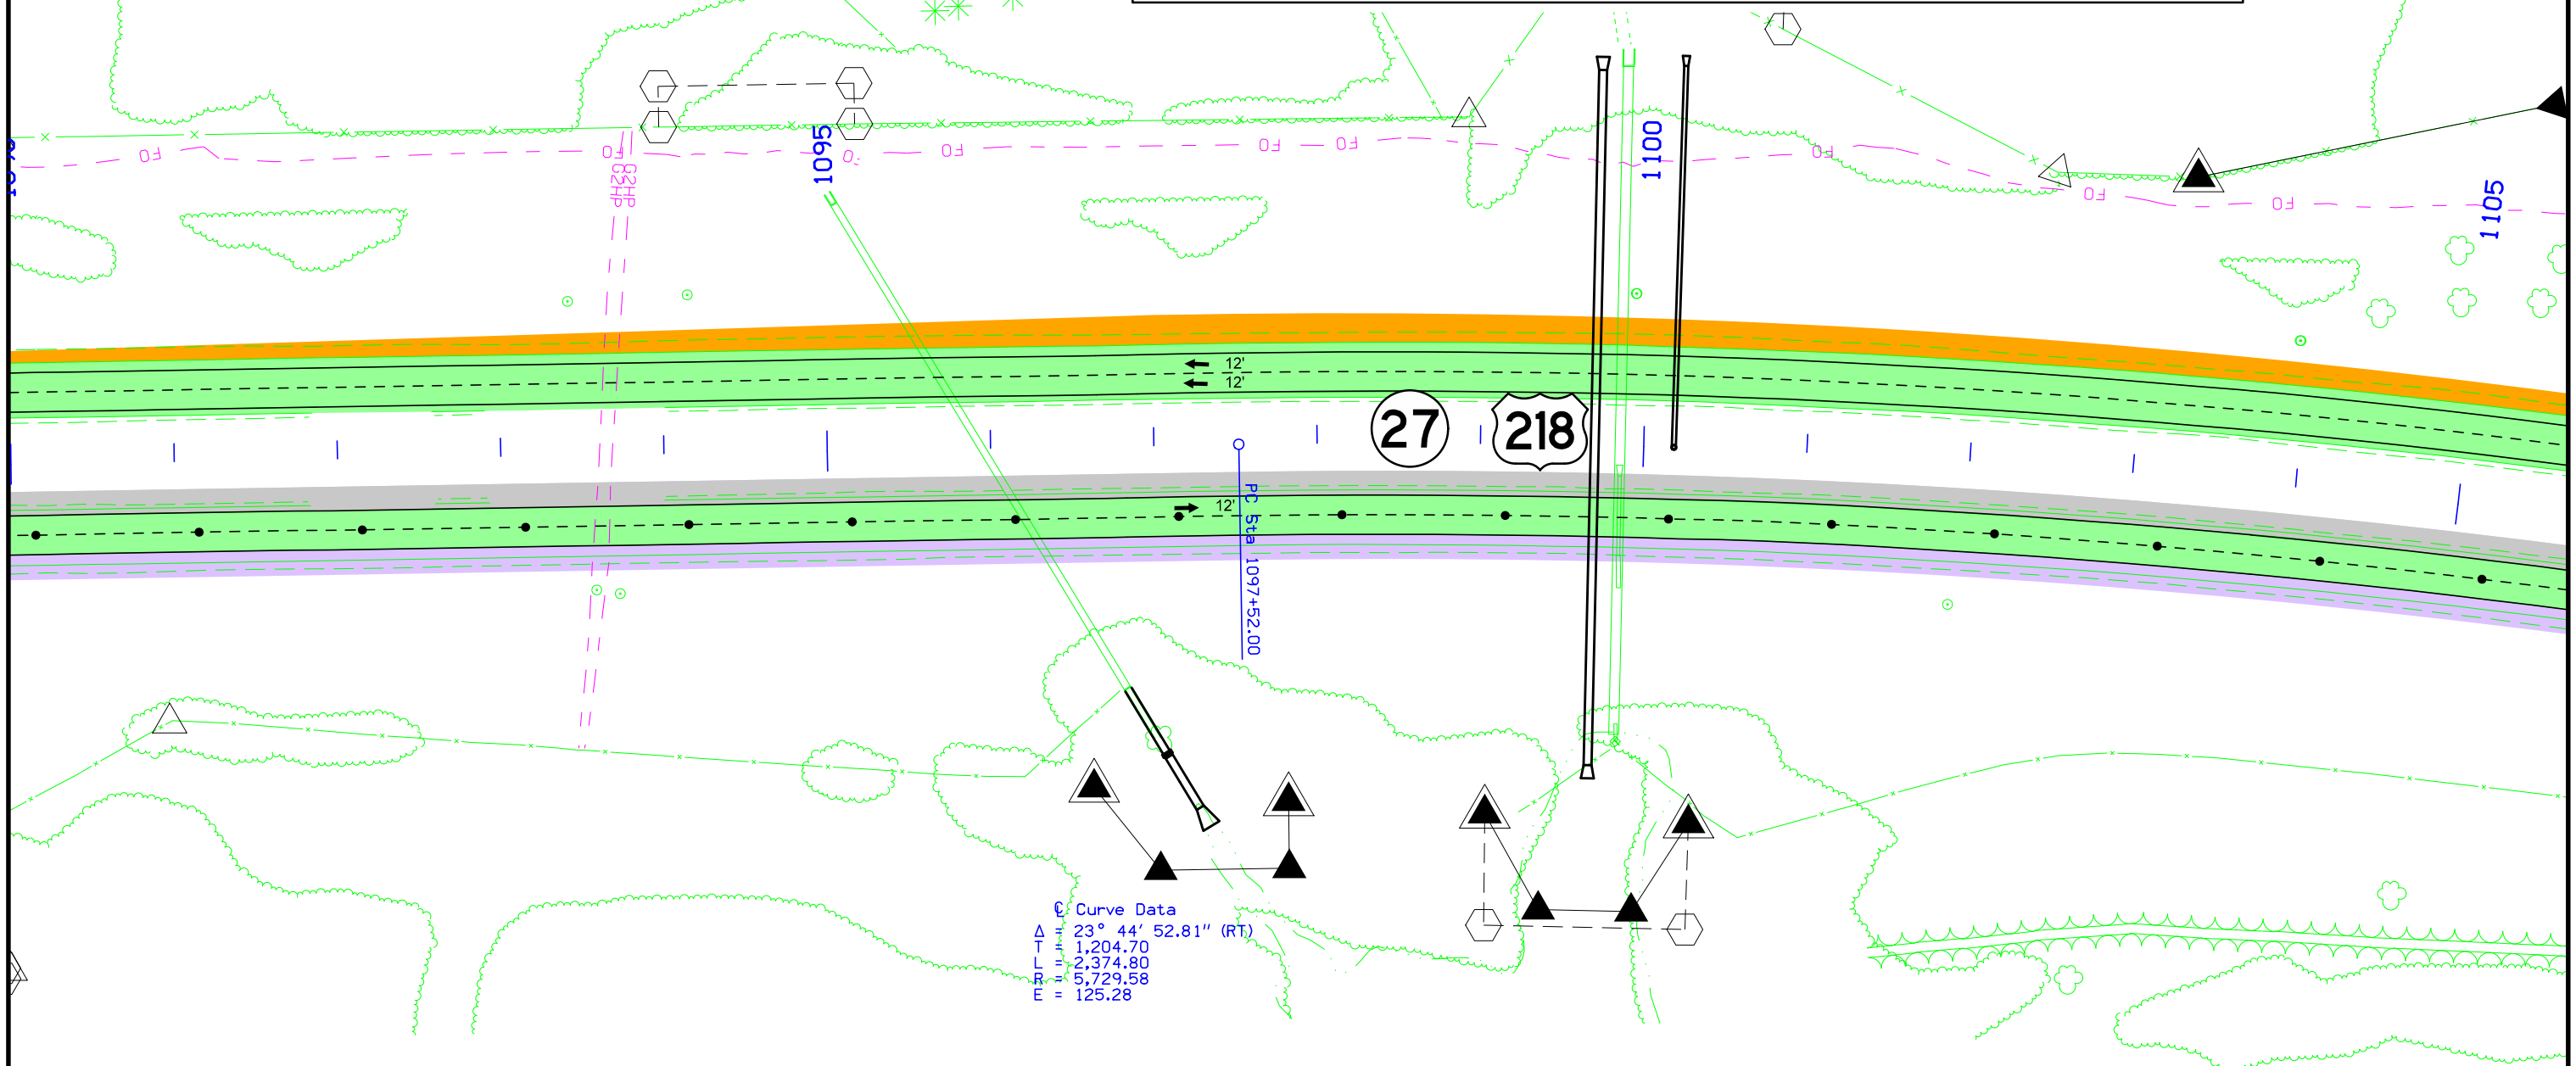 FO
FO
FO
FO
FO
FO
FO
FO
FO
G2HP
G2HP
1095
1100
1105
12'
12'
27
218
12'
PC Sta 1097+52.00
℄ Curve Data
Δ = 23° 44' 52.81" (RT)
T = 1,204.70
L = 2,374.80
R = 5,729.58
E = 125.28